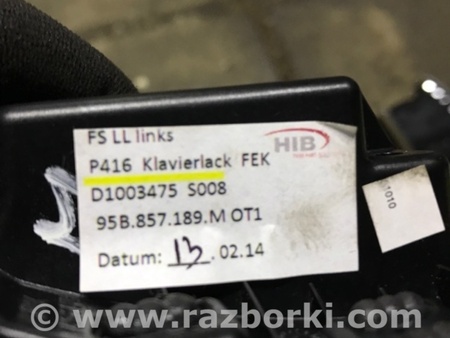 FS LL links
HIB
P416 Klavierlack FEK
D1003475 S008
95B.857.189.M OT1
Datum: 13.02.14
1010
© www.razborki.com